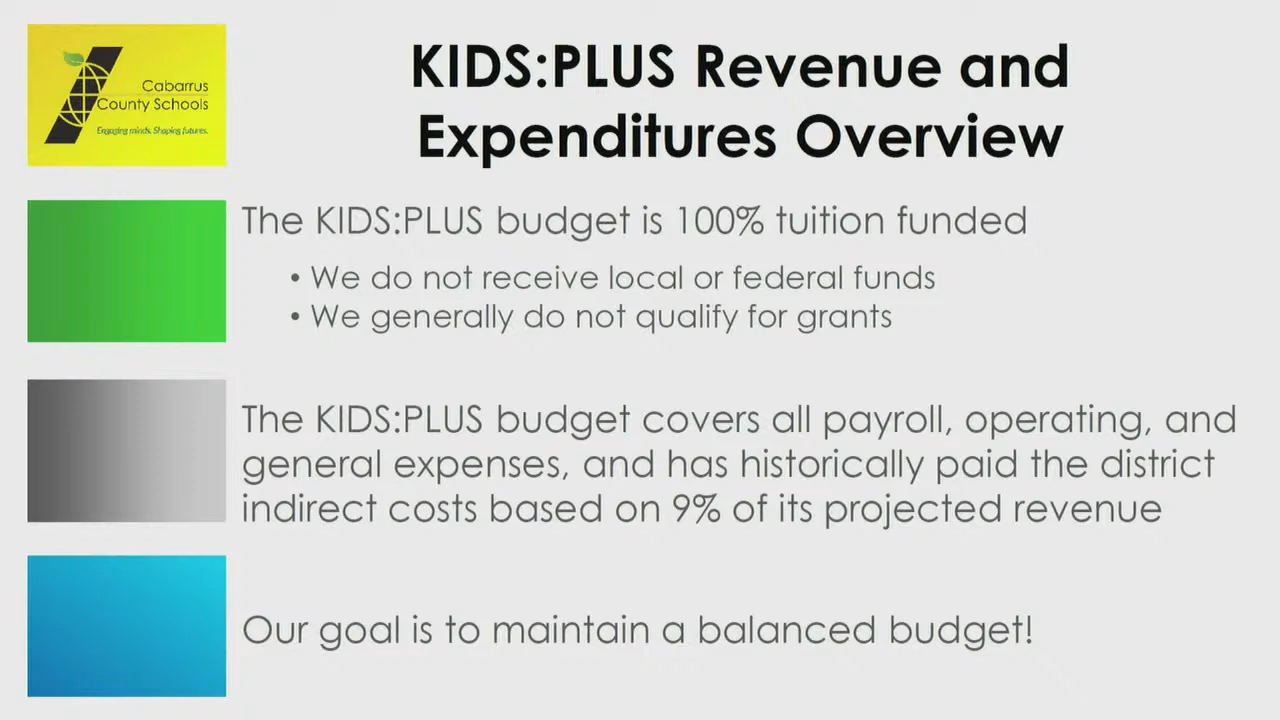 Cabarrus
County Schools
Engaging minds. Shaping futures.
KIDS:PLUS Revenue and
Expenditures Overview
The KIDS:PLUS budget is 100% tuition funded
• We do not receive local or federal funds
• We generally do not qualify for grants
The KIDS:PLUS budget covers all payroll, operating, and
general expenses, and has historically paid the district
indirect costs based on 9% of its projected revenue
Our goal is to maintain a balanced budget!